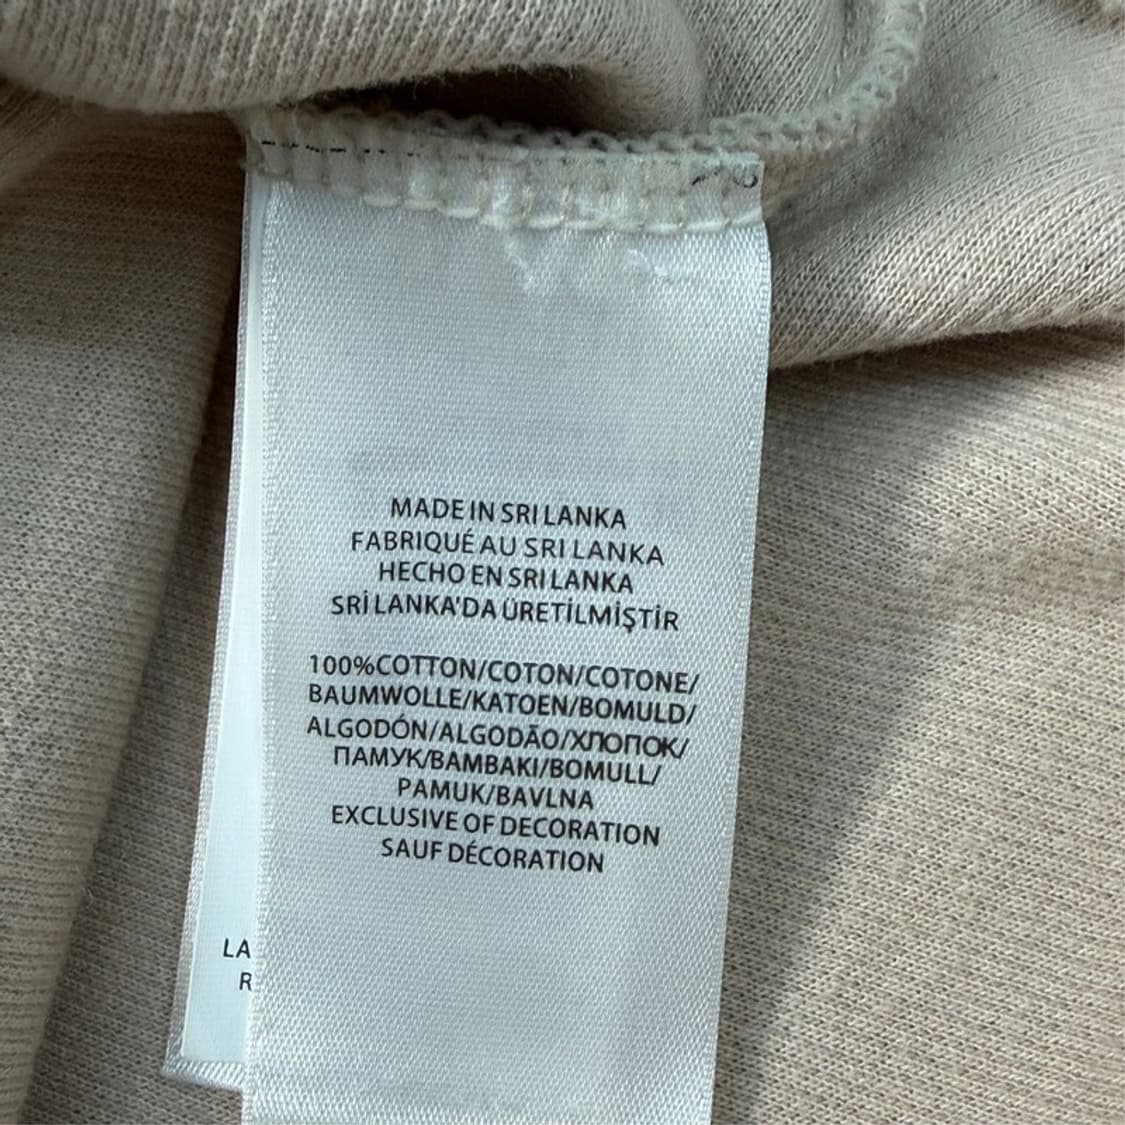 MADE IN SRI LANKA
FABRIQUÉ AU SRI LANKA
HECHO EN SRI LANKA
SRİ LANKA'DA ÜRETİLMİŞTİR
100%COTTON/COTON/COTONE/
BAUMWOLLE/KATOEN/BOMULD/
ALGODÓN/ALGODÃO/ХЛОПОК/
ПАМУК/BAMBAKI/BOMULL/
PAMUK/BAVLNA
EXCLUSIVE OF DECORATION
SAUF DÉCORATION
LA
R